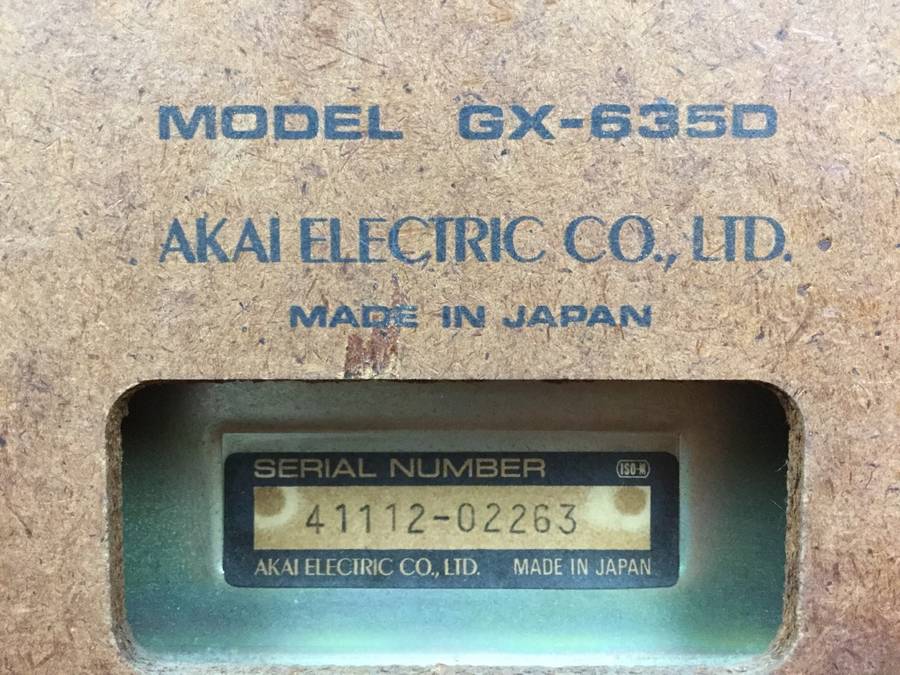 MODEL GX-635D
AKAI ELECTRIC CO., LTD.
MADE IN JAPAN
SERIAL NUMBER ISO-M
41112-02263
AKAI ELECTRIC CO., LTD. MADE IN JAPAN